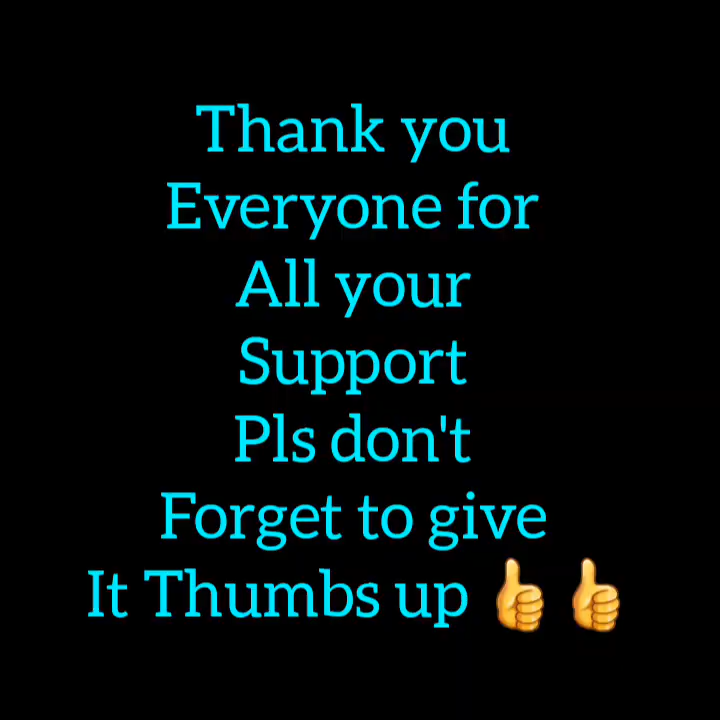 Thank you
Everyone for
All your
Support
Pls don't
Forget to give
It Thumbs up 👍👍